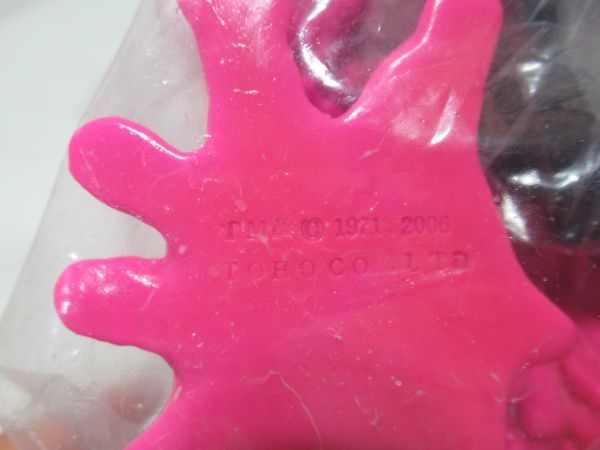 TM & © 1971, 2006
TOHO CO., LTD